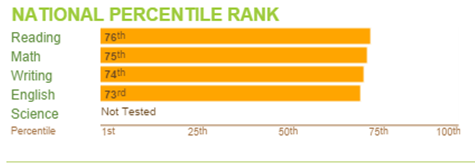 NATIONAL PERCENTILE RANK
Reading 76th
Math 75th
Writing 74th
English 73rd
Science Not Tested
Percentile 1st 25th 50th 75th 100th